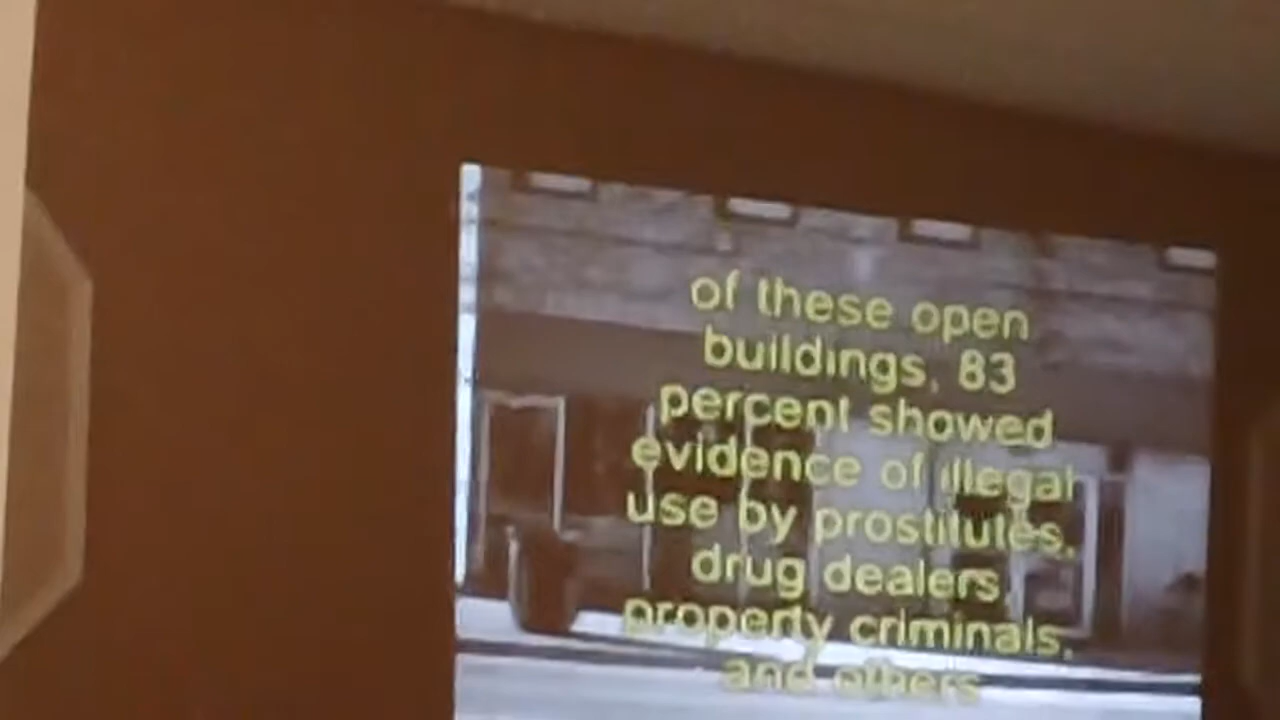 of these open
buildings, 83
percent showed
evidence of illegal
use by prostitutes,
drug dealers,
property criminals,
and others